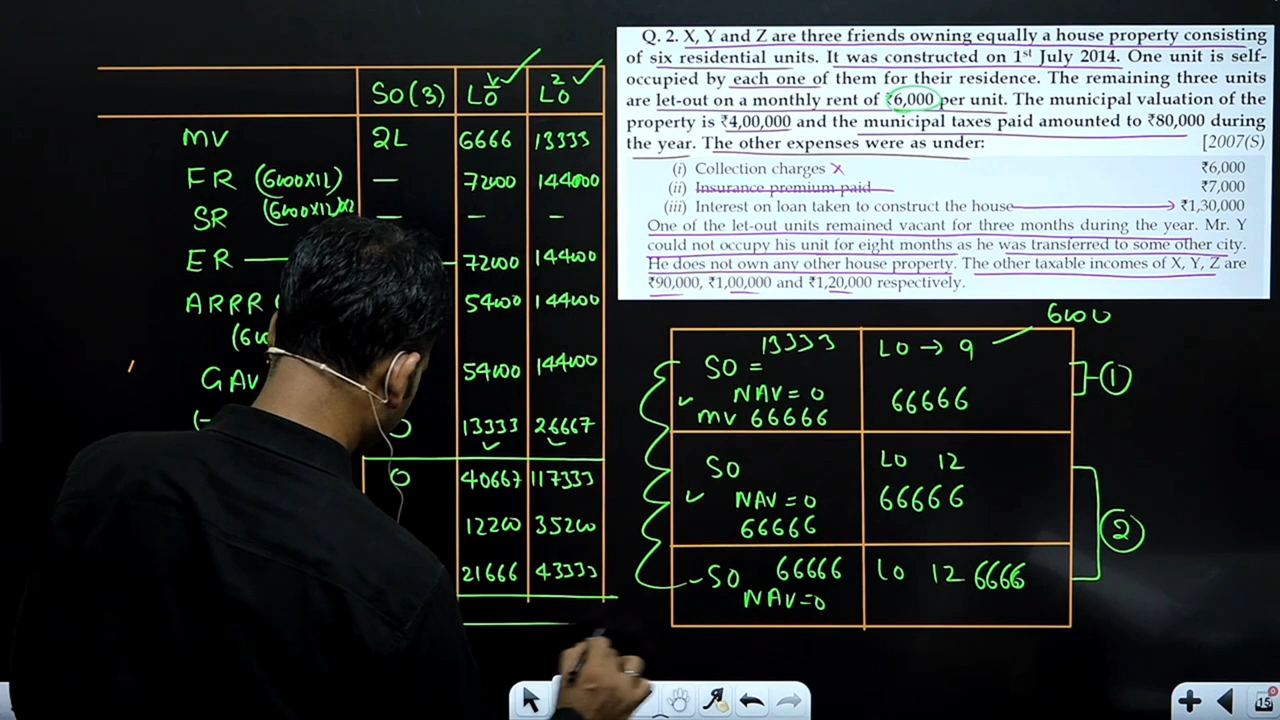 Q. 2. X, Y and Z are three friends owning equally a house property consisting
of six residential units. It was constructed on 1st July 2014. One unit is self-
occupied by each one of them for their residence. The remaining three units
are let-out on a monthly rent of ₹6,000 per unit. The municipal valuation of the
property is ₹4,00,000 and the municipal taxes paid amounted to ₹80,000 during
the year. The other expenses were as under: [2007(S)
(i) Collection charges X ₹6,000
(ii) Insurance premium paid ₹7,000
(iii) Interest on loan taken to construct the house ₹1,30,000
One of the let-out units remained vacant for three months during the year. Mr. Y
could not occupy his unit for eight months as he was transferred to some other city.
He does not own any other house property. The other taxable incomes of X, Y, Z are
₹90,000, ₹1,00,000 and ₹1,20,000 respectively.
SO(3) LO 1 LO 2
MV 2L 6666 13333
FR (6000X12) — 72000 144000
SR (6000X12)X2 — — —
ER 72000 144000
ARRR 54000 144000
GAV 54000 144000
13333 26667
0 40667 117333
12200 35200
21666 43333
6000
SO = 13333 LO → 9
NAV = 0 66666 1
MV 66666
SO LO 12
NAV = 0 66666
66666 2
SO 66666 LO 12 6666
NAV=0
15